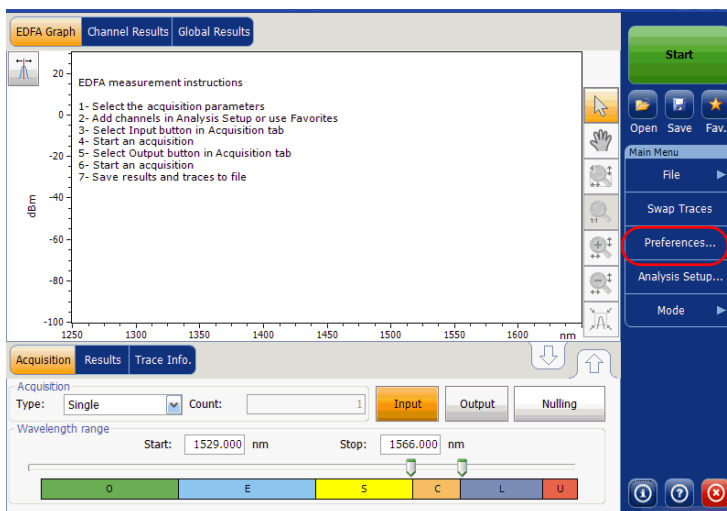 EDFA Graph Channel Results Global Results
Start
Open Save Fav.
Main Menu
File
Swap Traces
Preferences...
Analysis Setup...
Mode
EDFA measurement instructions
1- Select the acquisition parameters
2- Add channels in Analysis Setup or use Favorites
3- Select Input button in Acquisition tab
4- Start an acquisition
5- Select Output button in Acquisition tab
6- Start an acquisition
7- Save results and traces to file
dBm
20
0
-20
-40
-60
-80
-100
1250 1300 1350 1400 1450 1500 1550 1600 nm
1:1
Acquisition Results Trace Info.
Acquisition
Type: Single Count: 1 Input Output Nulling
Wavelength range
Start: 1529.000 nm Stop: 1566.000 nm
O E S C L U